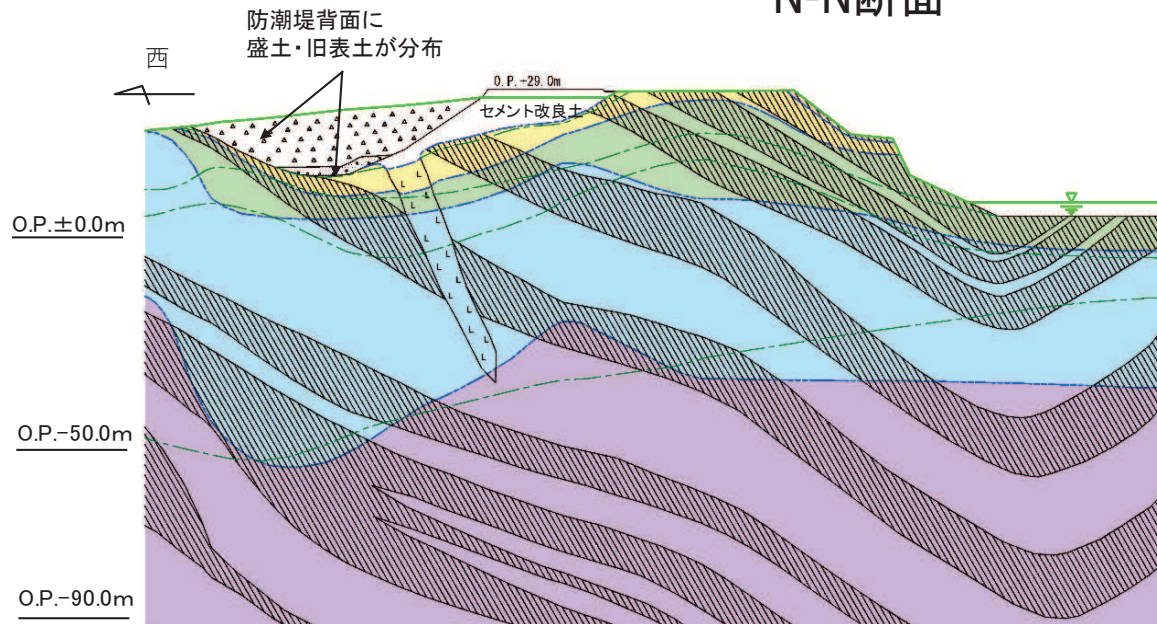 N-N断面
防潮堤背面に
盛土・旧表土が分布
西
O.P.+29.0m
セメント改良土
O.P.±0.0m
O.P.-50.0m
O.P.-90.0m